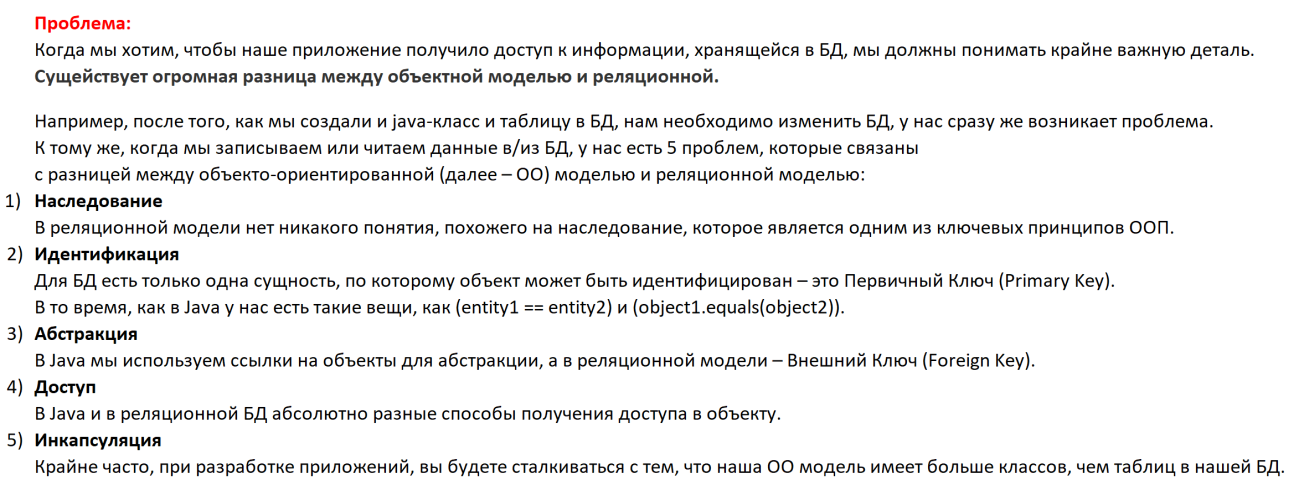 Проблема:
Когда мы хотим, чтобы наше приложение получило доступ к информации, хранящейся в БД, мы должны понимать крайне важную деталь.
Сущействует огромная разница между объектной моделью и реляционной.
Например, после того, как мы создали и java-класс и таблицу в БД, нам необходимо изменить БД, у нас сразу же возникает проблема.
К тому же, когда мы записываем или читаем данные в/из БД, у нас есть 5 проблем, которые связаны
с разницей между объекто-ориентированной (далее – ОО) моделью и реляционной моделью:
1) Наследование
В реляционной модели нет никакого понятия, похожего на наследование, которое является одним из ключевых принципов ООП.
2) Идентификация
Для БД есть только одна сущность, по которому объект может быть идентифицирован – это Первичный Ключ (Primary Key).
В то время, как в Java у нас есть такие вещи, как (entity1 == entity2) и (object1.equals(object2)).
3) Абстракция
В Java мы используем ссылки на объекты для абстракции, а в реляционной модели – Внешний Ключ (Foreign Key).
4) Доступ
В Java и в реляционной БД абсолютно разные способы получения доступа в объекту.
5) Инкапсуляция
Крайне часто, при разработке приложений, вы будете сталкиваться с тем, что наша ОО модель имеет больше классов, чем таблиц в нашей БД.